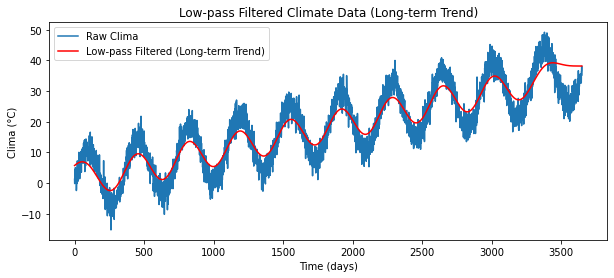 Low-pass Filtered Climate Data (Long-term Trend)
Raw Clima
Low-pass Filtered (Long-term Trend)
Clima (°C)
50
40
30
20
10
0
−10
0 500 1000 1500 2000 2500 3000 3500
Time (days)